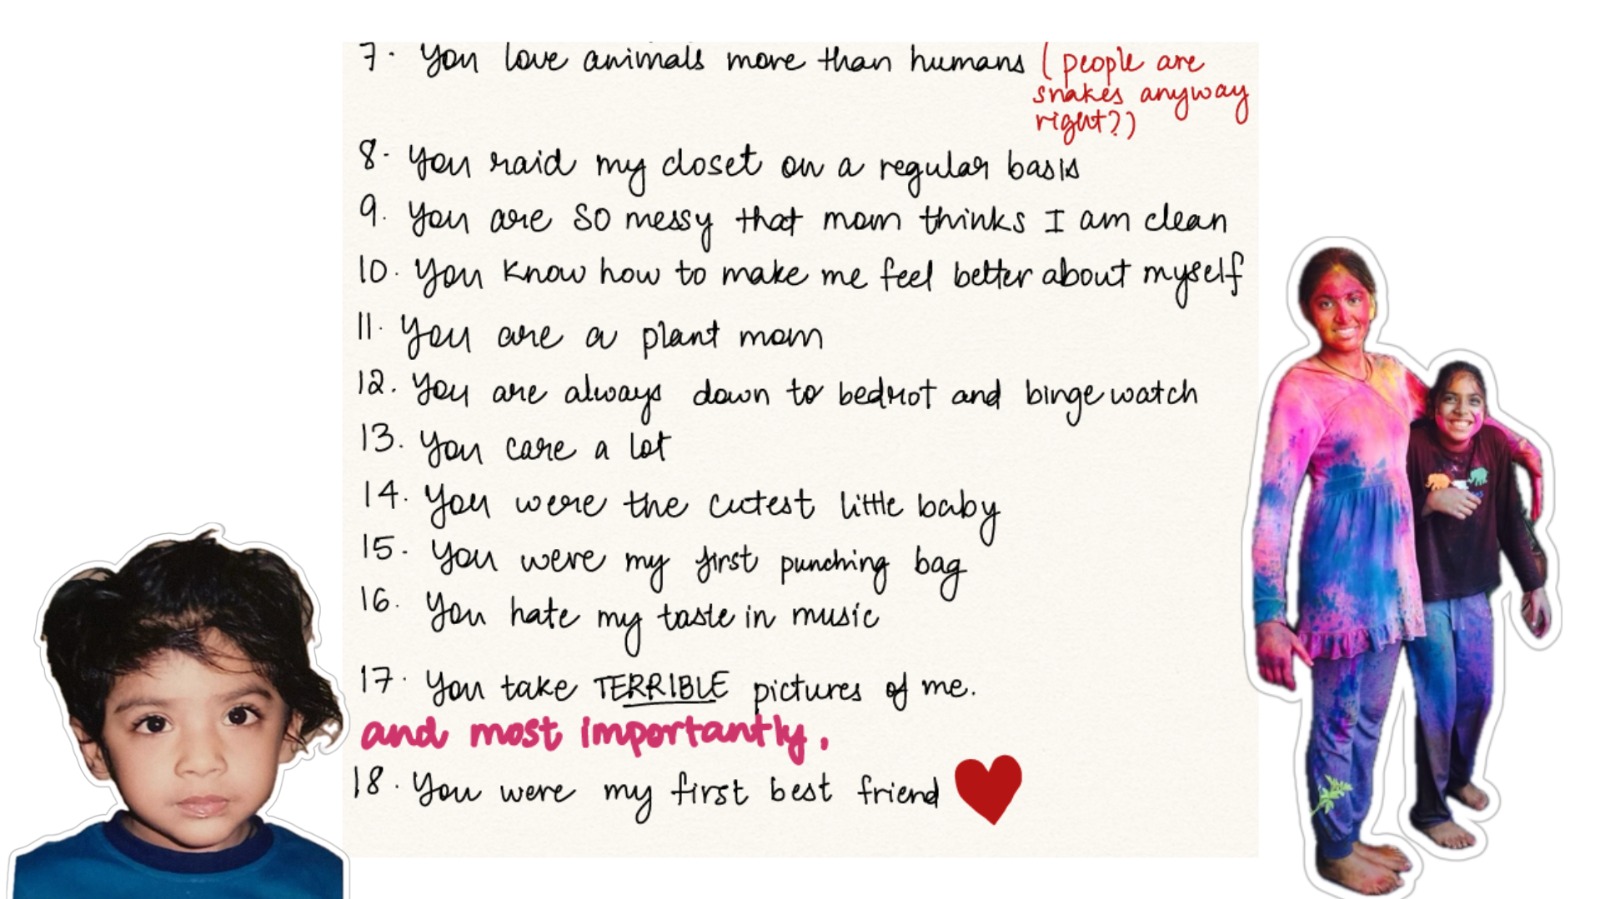 7. You love animals more than humans (people are
snakes anyway
right?)
8. You raid my closet on a regular basis
9. You are SO messy that mom thinks I am clean
10. You know how to make me feel better about myself
11. You are a plant mom
12. You are always down to bedrot and binge watch
13. You care a lot
14. You were the cutest little baby
15. You were my first punching bag
16. You hate my taste in music
17. You take TERRIBLE pictures of me.
and most importantly,
18. You were my first best friend